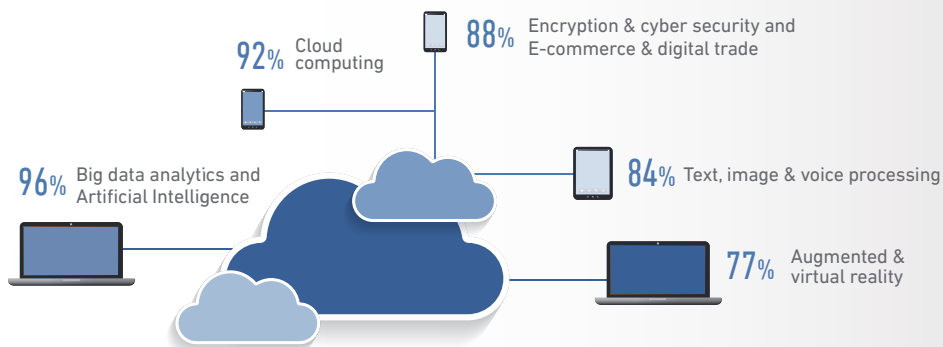 88% Encryption & cyber security and
E-commerce & digital trade
92% Cloud
computing
96% Big data analytics and
Artificial Intelligence
84% Text, image & voice processing
77% Augmented &
virtual reality